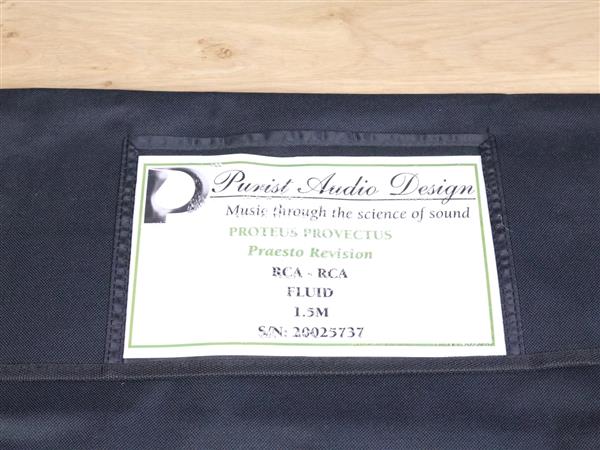 Purist Audio Design
Music through the science of sound
PROTEUS PROVECTUS
Praesto Revision
RCA - RCA
FLUID
1.5M
S/N: 20025737